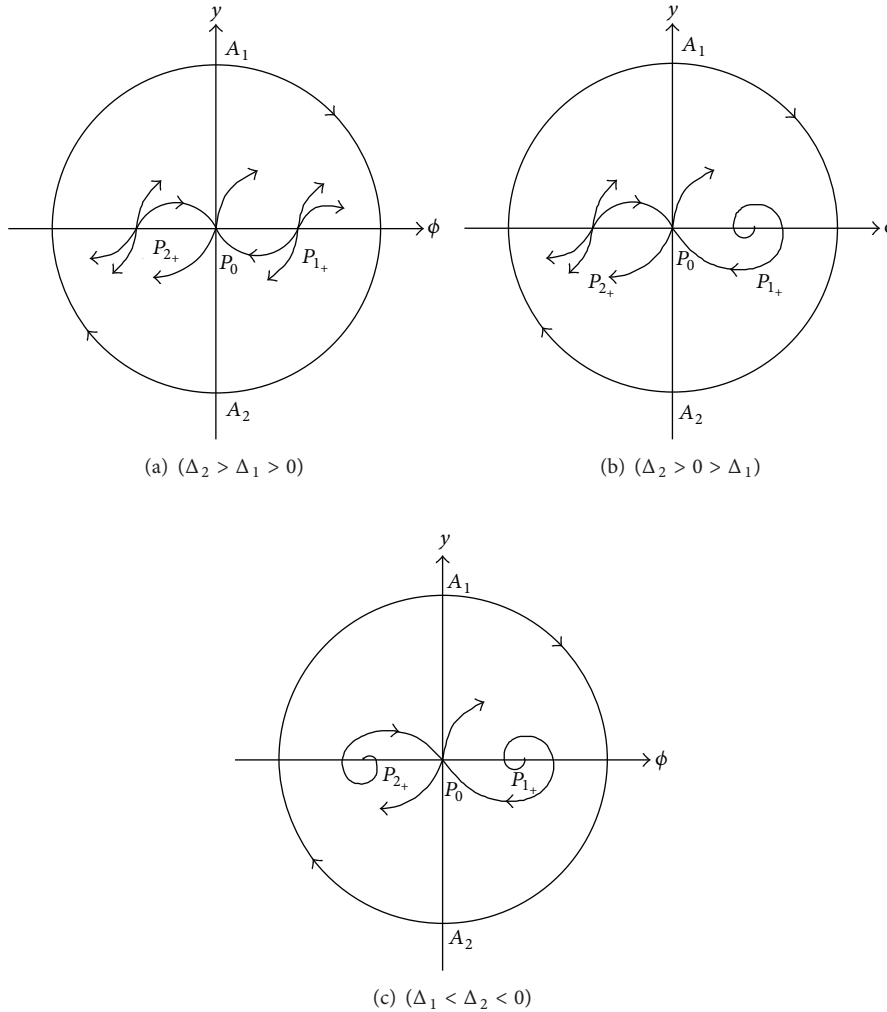 y
A₁
ϕ
P₂₊
P₀
P₁₊
A₂
(a) (Δ₂ > Δ₁ > 0)
y
A₁
P₂₊
P₀
P₁₊
A₂
(b) (Δ₂ > 0 > Δ₁)
y
A₁
ϕ
P₂₊
P₀
P₁₊
A₂
(c) (Δ₁ < Δ₂ < 0)